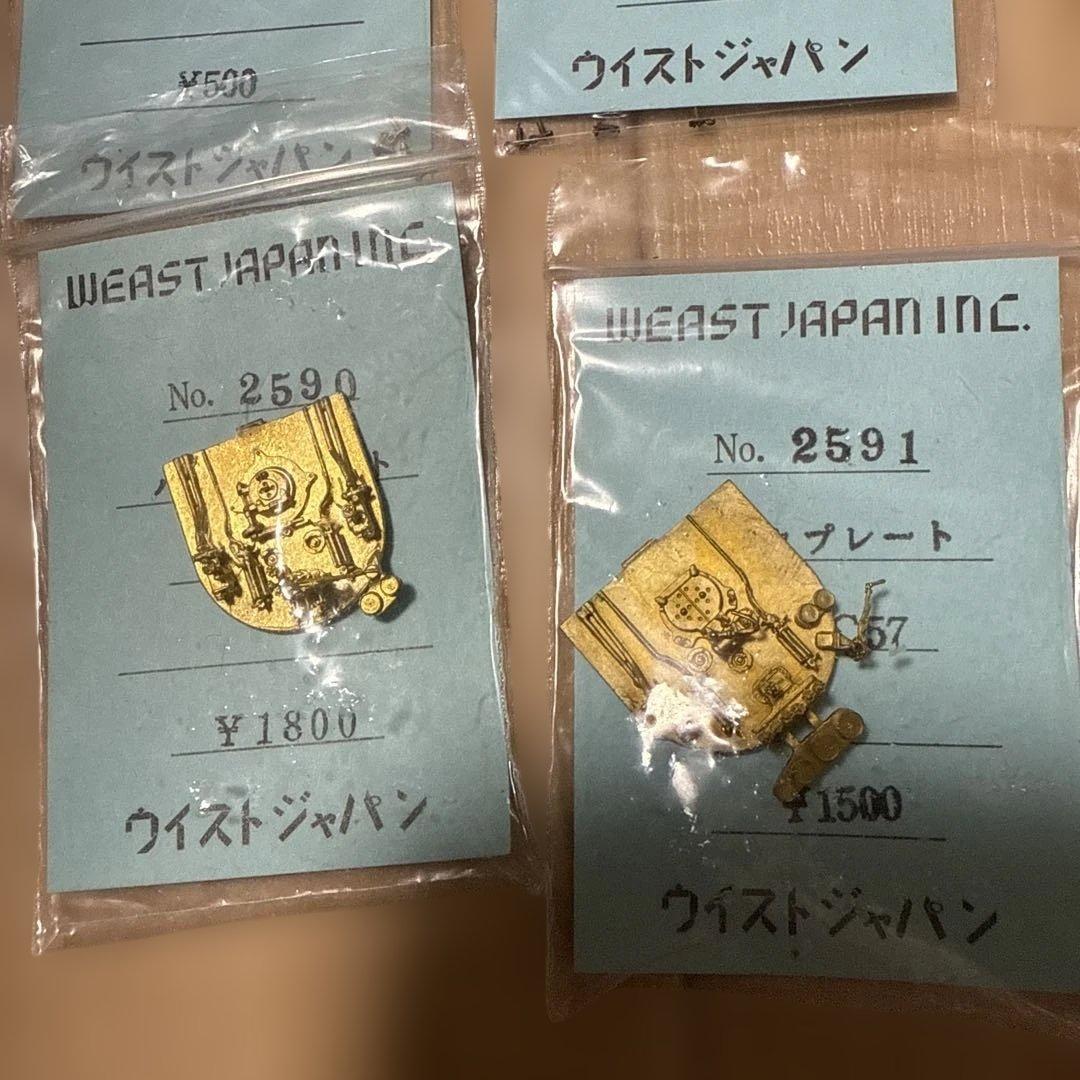 ¥500
ウイストジャパン
ウイストジャパン
WEAST JAPAN INC.
No. 2590
¥1800
ウイストジャパン
WEAST JAPAN INC.
No. 2591
プレート
C57
¥1500
ウイストジャパン